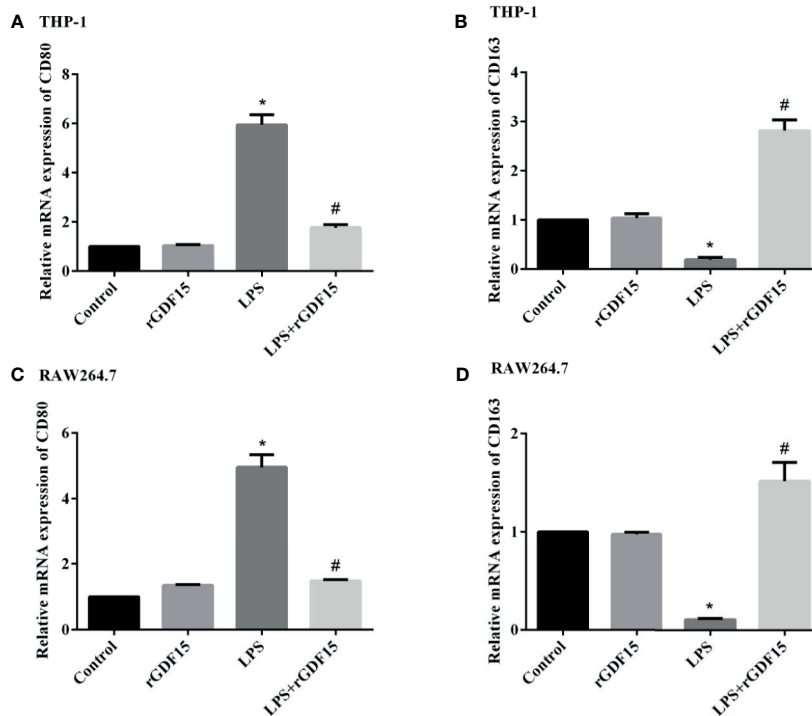 A THP-1
Relative mRNA expression of CD80
8
6
4
2
0
*
#
Control
rGDF15
LPS
LPS+rGDF15
B THP-1
Relative mRNA expression of CD163
4
3
2
1
0
*
#
Control
rGDF15
LPS
LPS+rGDF15
C RAW264.7
Relative mRNA expression of CD80
6
4
2
0
*
#
Control
rGDF15
LPS
LPS+rGDF15
D RAW264.7
Relative mRNA expression of CD163
2
1
0
*
#
Control
rGDF15
LPS
LPS+rGDF15